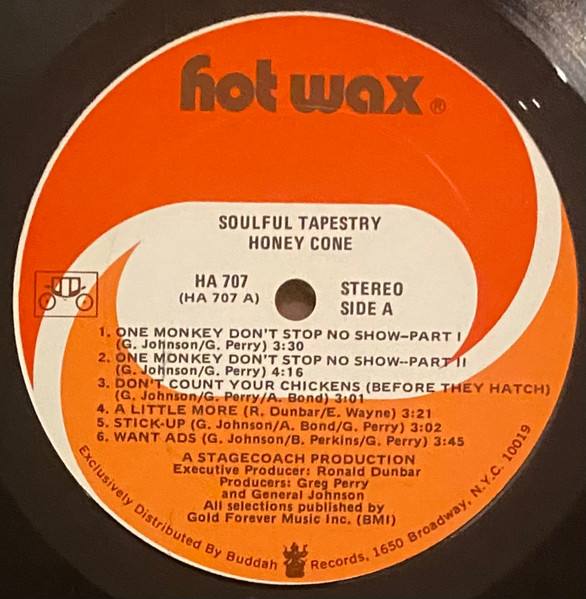 hot wax®
SOULFUL TAPESTRY
HONEY CONE
HA 707
(HA 707 A)
STEREO
SIDE A
1. ONE MONKEY DON'T STOP NO SHOW–PART I
(G. Johnson/G. Perry) 3:30
2. ONE MONKEY DON'T STOP NO SHOW--PART II
(G. Johnson/G. Perry) 4:16
3. DON'T COUNT YOUR CHICKENS (BEFORE THEY HATCH)
(G. Johnson/G. Perry/A. Bond) 3:01
4. A LITTLE MORE (R. Dunbar/E. Wayne) 3:21
5. STICK-UP (G. Johnson/A. Bond/G. Perry) 3:02
6. WANT ADS (G. Johnson/B. Perkins/G. Perry) 3:45
A STAGECOACH PRODUCTION
Executive Producer: Ronald Dunbar
Producers: Greg Perry
and General Johnson
All selections published by
Gold Forever Music Inc. (BMI)
Exclusively Distributed By Buddah Records, 1650 Broadway, N.Y.C. 10019